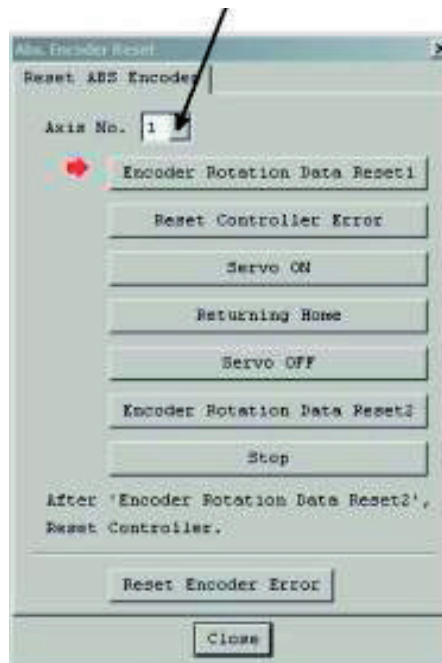 Abs. Encoder Reset
Reset ABS Encoder
Axis No. 1
Encoder Rotation Data Reset1
Reset Controller Error
Servo ON
Returning Home
Servo OFF
Encoder Rotation Data Reset2
Stop
After 'Encoder Rotation Data Reset2',
Reset Controller.
Reset Encoder Error
Close